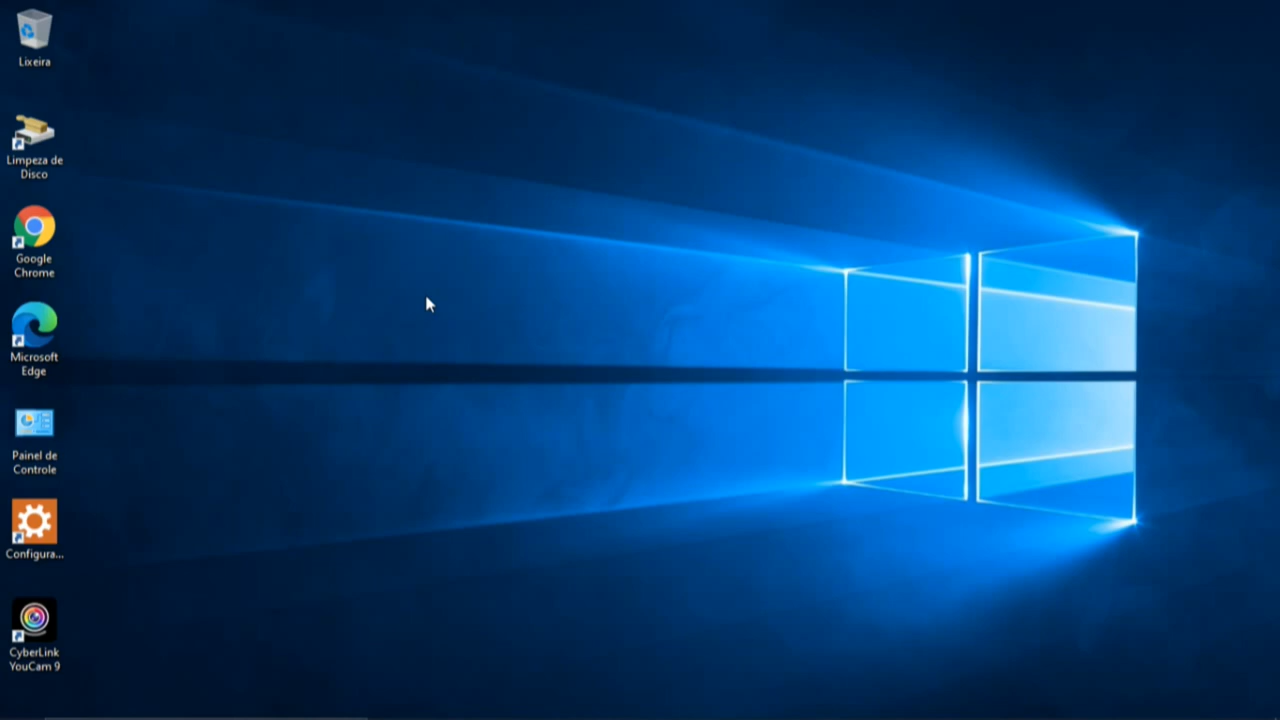 Lixeira
Limpeza de
Disco
Google
Chrome
Microsoft
Edge
Painel de
Controle
Configura...
CyberLink
YouCam 9